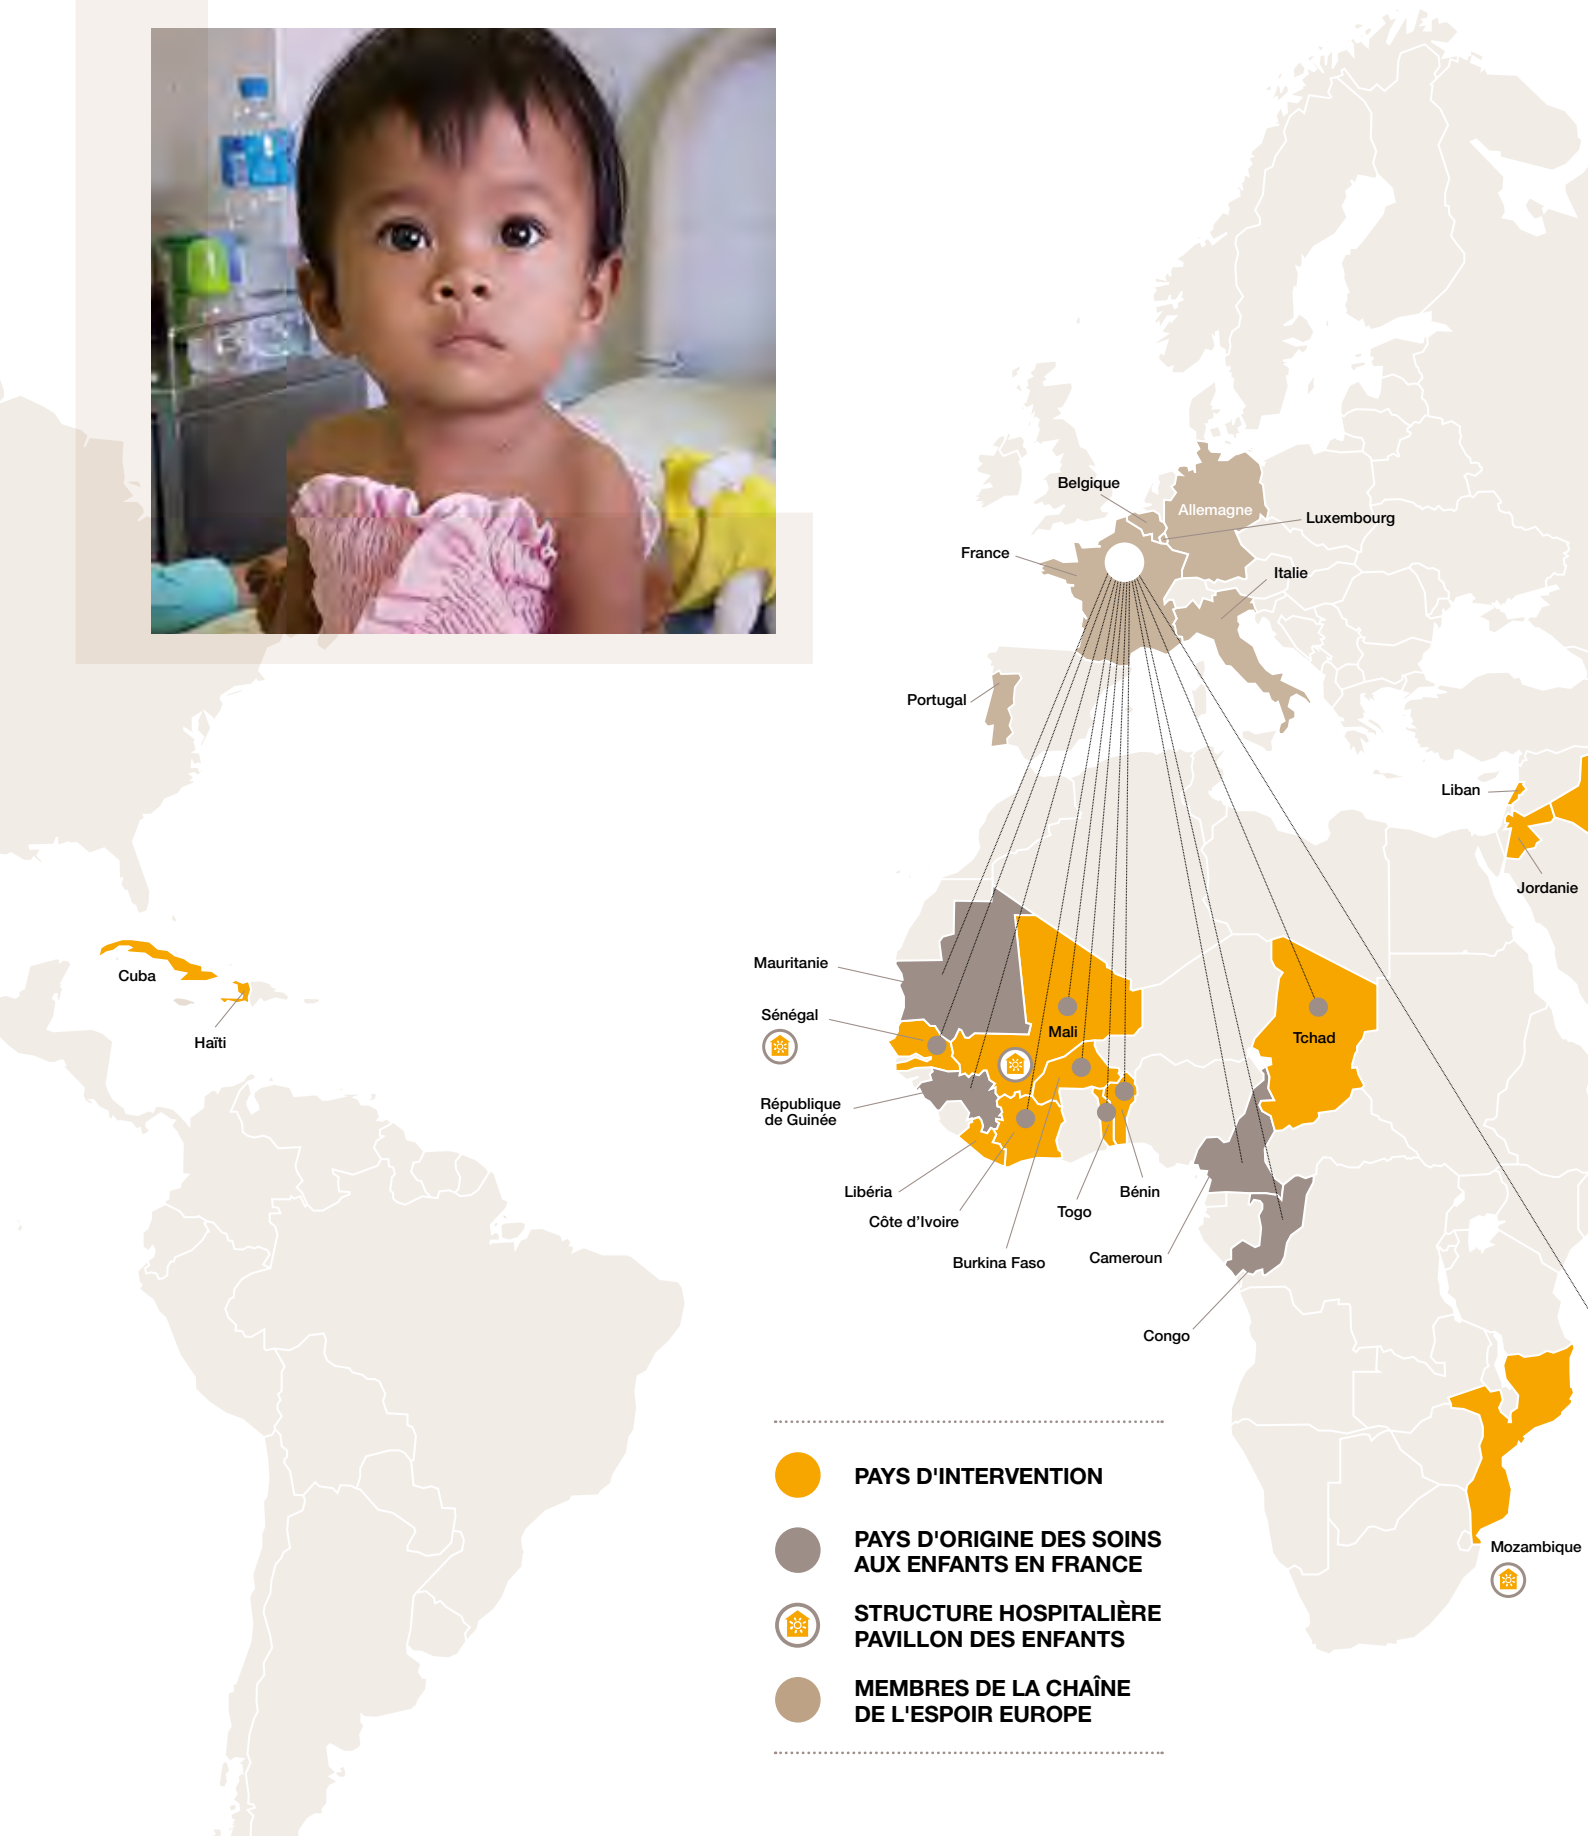 Belgique
Allemagne
Luxembourg
France
Italie
Portugal
Liban
Jordanie
Mauritanie
Cuba
Sénégal
Mali
Tchad
Haïti
République
de Guinée
Libéria
Bénin
Togo
Côte d'Ivoire
Burkina Faso
Cameroun
Congo
Mozambique
PAYS D'INTERVENTION
PAYS D'ORIGINE DES SOINS
AUX ENFANTS EN FRANCE
STRUCTURE HOSPITALIÈRE
PAVILLON DES ENFANTS
MEMBRES DE LA CHAÎNE
DE L'ESPOIR EUROPE